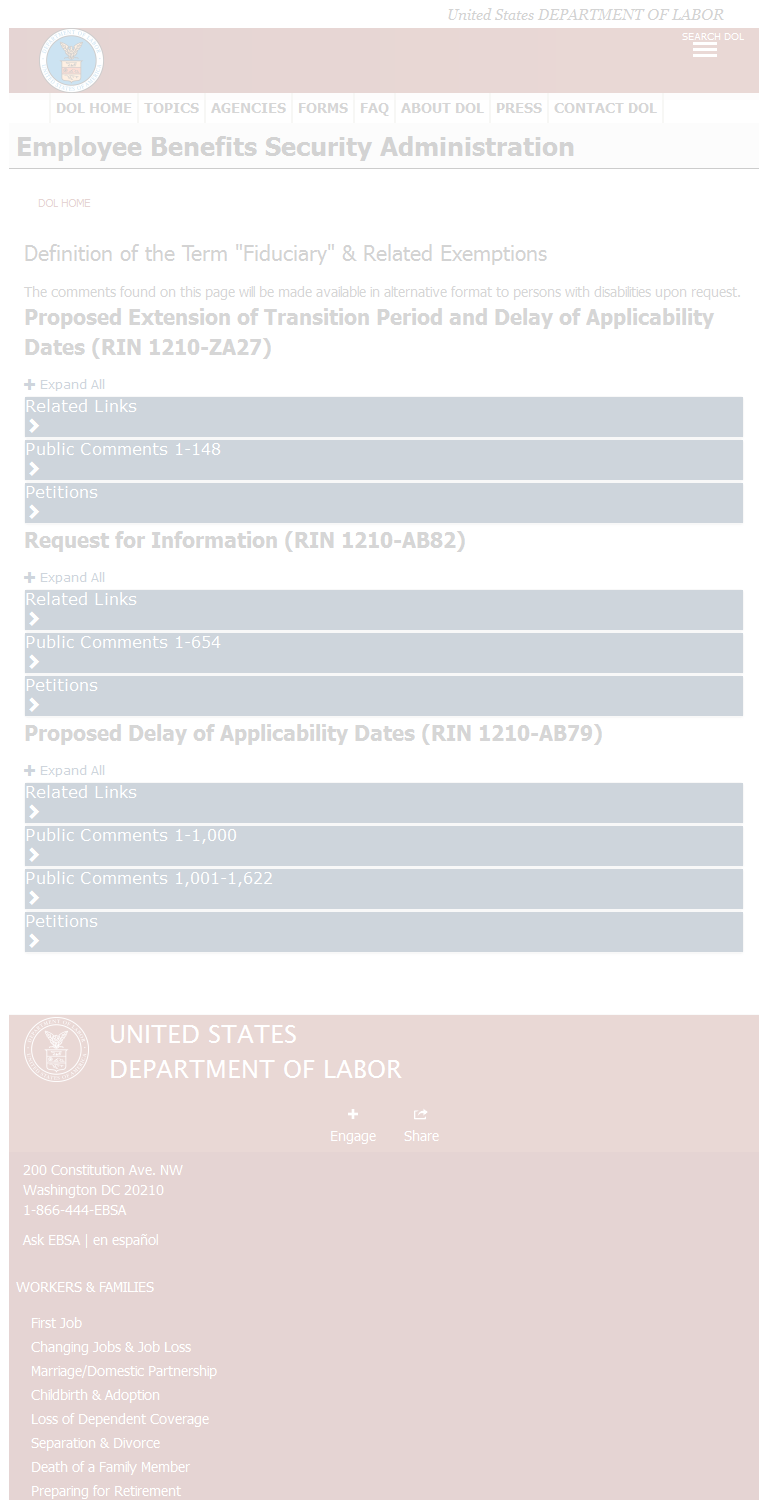 United States DEPARTMENT OF LABOR
SEARCH DOL
DOL HOME TOPICS AGENCIES FORMS FAQ ABOUT DOL PRESS CONTACT DOL
Employee Benefits Security Administration
DOL HOME
Definition of the Term "Fiduciary" & Related Exemptions
The comments found on this page will be made available in alternative format to persons with disabilities upon request.
Proposed Extension of Transition Period and Delay of Applicability
Dates (RIN 1210-ZA27)
Expand All
Related Links
Public Comments 1-148
Petitions
Request for Information (RIN 1210-AB82)
Expand All
Related Links
Public Comments 1-654
Petitions
Proposed Delay of Applicability Dates (RIN 1210-AB79)
Expand All
Related Links
Public Comments 1-1,000
Public Comments 1,001-1,622
Petitions
UNITED STATES
DEPARTMENT OF LABOR
Engage Share
200 Constitution Ave. NW
Washington DC 20210
1-866-444-EBSA
Ask EBSA | en español
WORKERS & FAMILIES
First Job
Changing Jobs & Job Loss
Marriage/Domestic Partnership
Childbirth & Adoption
Loss of Dependent Coverage
Separation & Divorce
Death of a Family Member
Preparing for Retirement